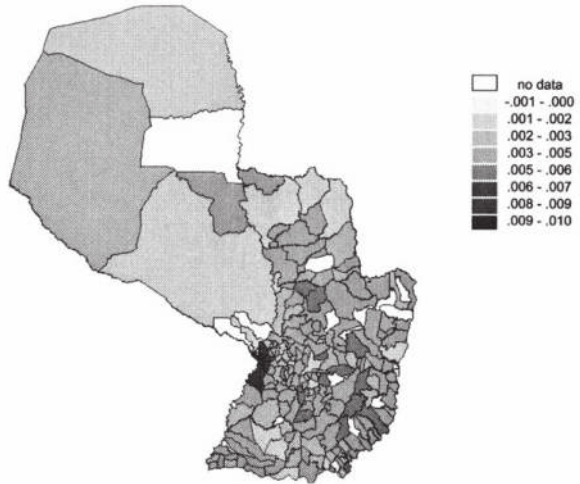 no data
-.001 - .000
.001 - .002
.002 - .003
.003 - .005
.005 - .006
.006 - .007
.008 - .009
.009 - .010